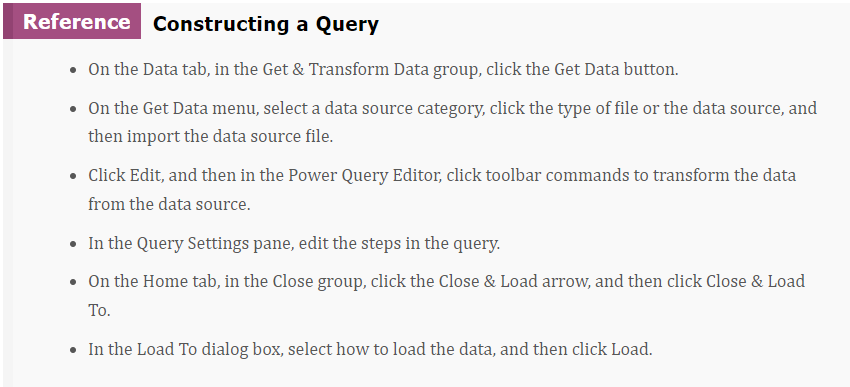 Reference Constructing a Query
• On the Data tab, in the Get & Transform Data group, click the Get Data button.
• On the Get Data menu, select a data source category, click the type of file or the data source, and
then import the data source file.
• Click Edit, and then in the Power Query Editor, click toolbar commands to transform the data
from the data source.
• In the Query Settings pane, edit the steps in the query.
• On the Home tab, in the Close group, click the Close & Load arrow, and then click Close & Load
To.
• In the Load To dialog box, select how to load the data, and then click Load.